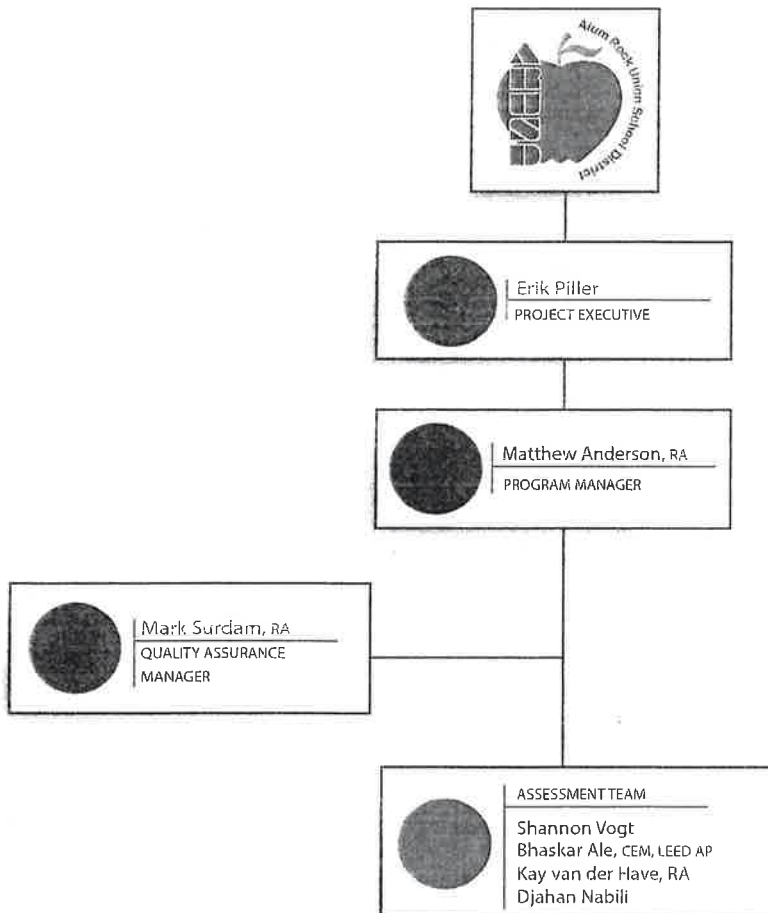 ARUSD
Alum Rock Union School District
Erik Piller
PROJECT EXECUTIVE
Matthew Anderson, RA
PROGRAM MANAGER
Mark Surdam, RA
QUALITY ASSURANCE
MANAGER
ASSESSMENT TEAM
Shannon Vogt
Bhaskar Ale, CEM, LEED AP
Kay van der Have, RA
Djahan Nabili